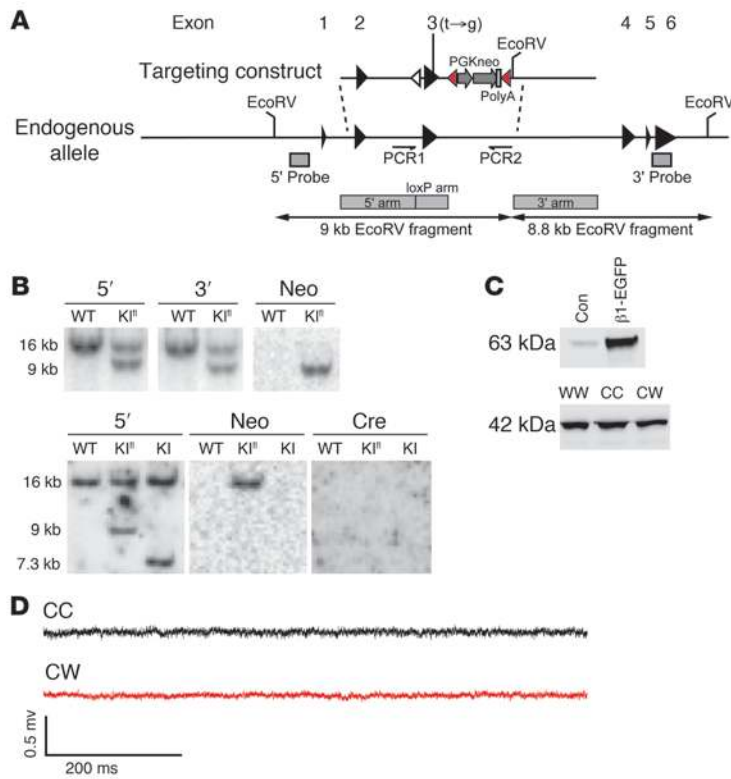 A
Exon 1 2 3 (t→g) 4 5 6
EcoRV
PGKneo
Targeting construct
PolyA
EcoRV EcoRV
Endogenous allele
PCR1 PCR2
5' Probe 3' Probe
loxP arm
5' arm 3' arm
9 kb EcoRV fragment 8.8 kb EcoRV fragment
B
5′ 3′ Neo
WT KIfl WT KIfl WT KIfl
16 kb
9 kb
5′ Neo Cre
WT KIfl KI WT KIfl KI WT KIfl KI
16 kb
9 kb
7.3 kb
C
Con β1-EGFP
63 kDa
WW CC CW
42 kDa
D
CC
CW
0.5 mv
200 ms